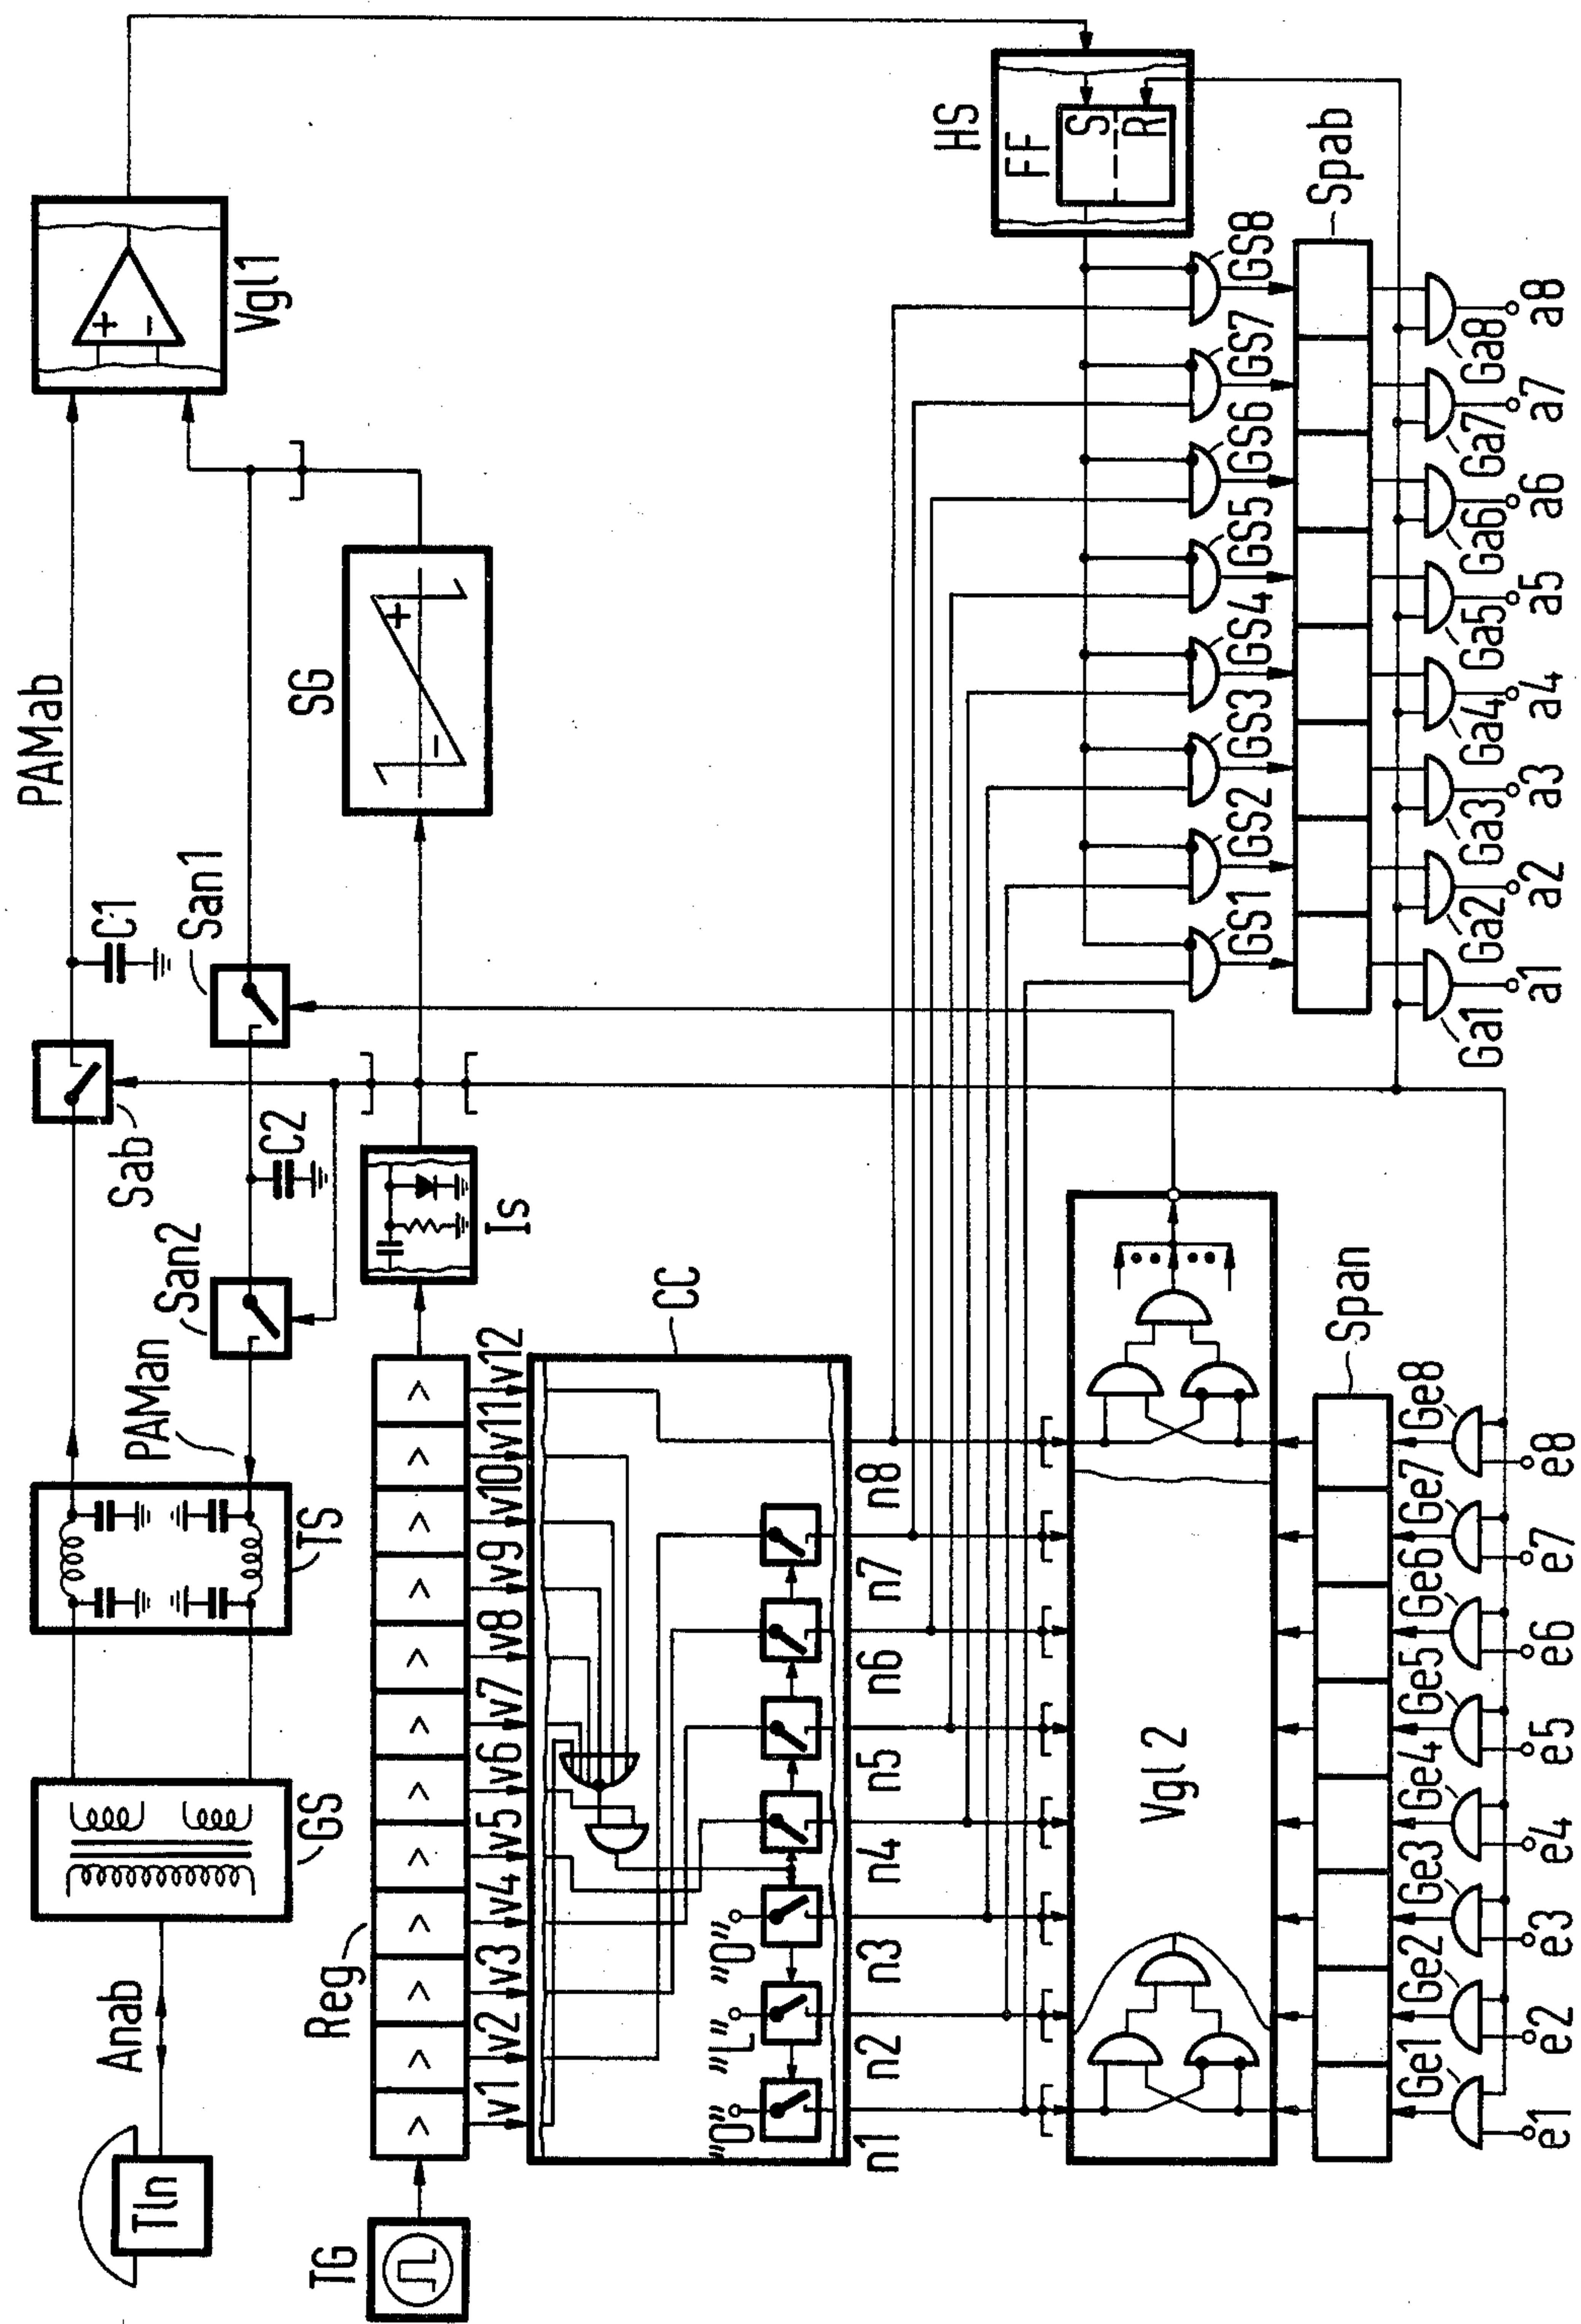 Tln
Anab
GS
TS
PAMan
San2
Sab
C2
San1
C1
PAMab
+
−
Vgl1
TG
Reg
v1
v2
v3
v4
v5
v6
v7
v8
v9
v10
v11
v12
Is
SG
−
+
CC
"0"
"L"
"0"
n1
n2
n3
n4
n5
n6
n7
n8
HS
FF
S
R
Vgl 2
GS1
GS2
GS3
GS4
GS5
GS6
GS7
GS8
Span
Spab
Ge1
Ge2
Ge3
Ge4
Ge5
Ge6
Ge7
Ge8
e1
e2
e3
e4
e5
e6
e7
e8
Ga1
Ga2
Ga3
Ga4
Ga5
Ga6
Ga7
Ga8
a1
a2
a3
a4
a5
a6
a7
a8